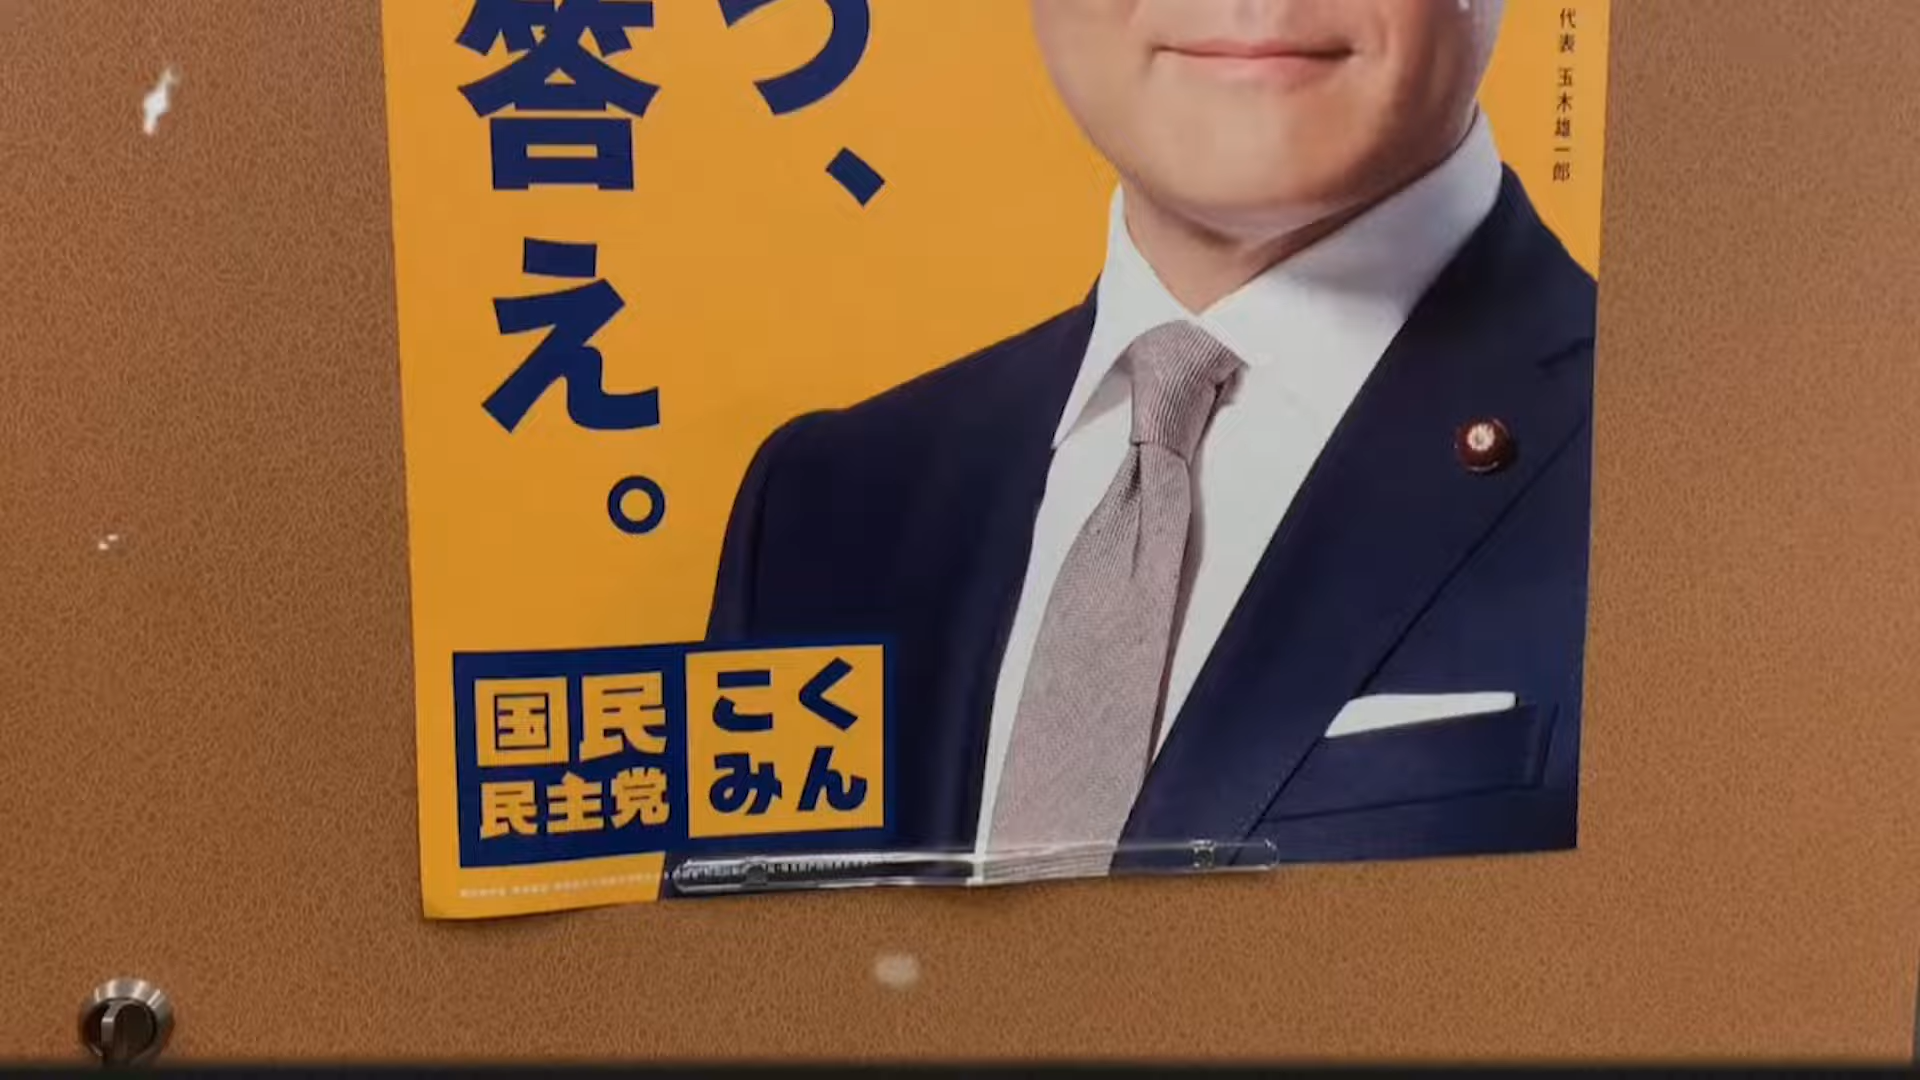 う、
答え。
代表 玉木雄一郎
国民
民主党
こく
みん